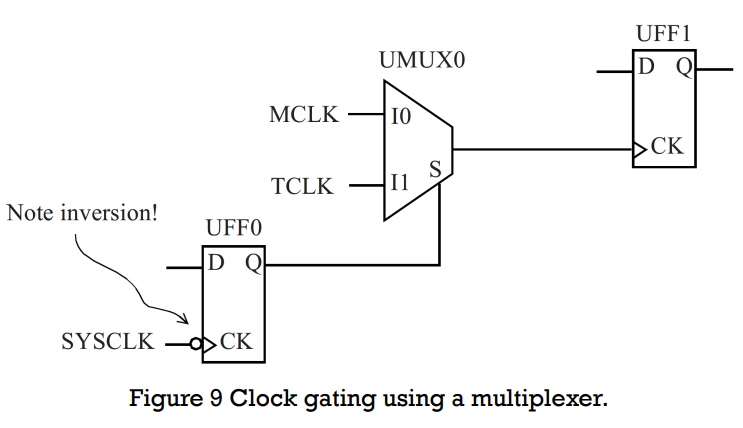 UFF1
D Q
CK
UMUX0
MCLK
I0
TCLK
I1
S
Note inversion!
UFF0
D Q
SYSCLK
CK
Figure 9 Clock gating using a multiplexer.